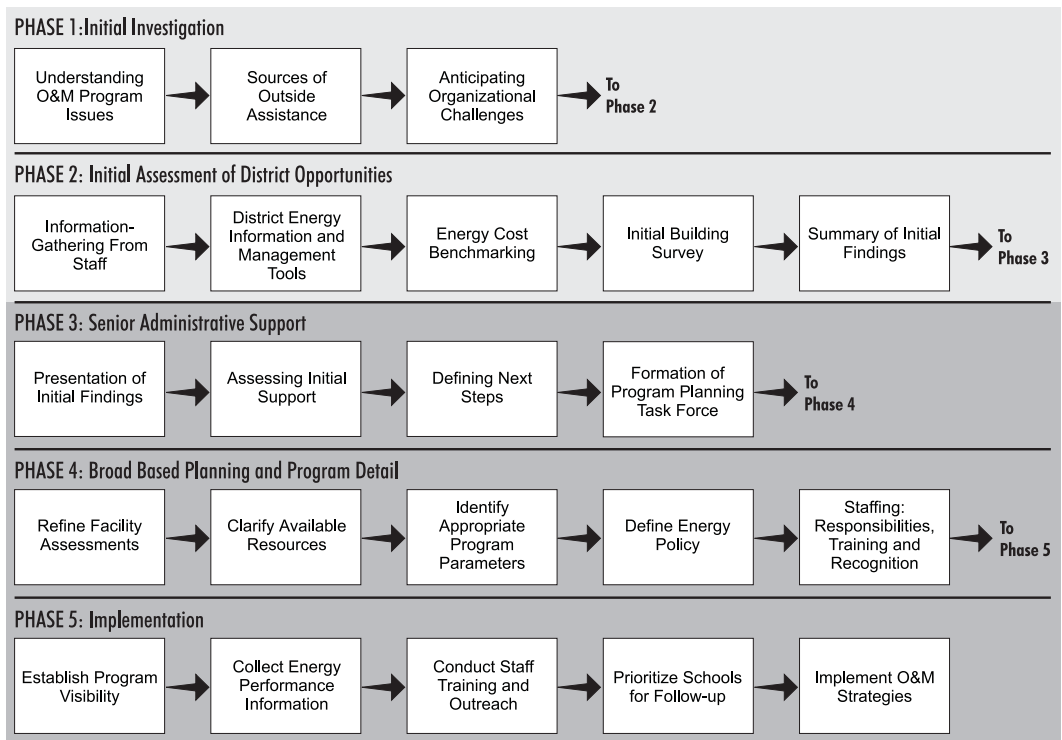 PHASE 1:Initial Investigation
Understanding
O&M Program
Issues
Sources of
Outside
Assistance
Anticipating
Organizational
Challenges
To
Phase 2
PHASE 2: Initial Assessment of District Opportunities
Information-
Gathering From
Staff
District Energy
Information and
Management
Tools
Energy Cost
Benchmarking
Initial Building
Survey
Summary of Initial
Findings
To
Phase 3
PHASE 3: Senior Administrative Support
Presentation of
Initial Findings
Assessing Initial
Support
Defining Next
Steps
Formation of
Program Planning
Task Force
To
Phase 4
PHASE 4: Broad Based Planning and Program Detail
Refine Facility
Assessments
Clarify Available
Resources
Identify
Appropriate
Program
Parameters
Define Energy
Policy
Staffing:
Responsibilities,
Training and
Recognition
To
Phase 5
PHASE 5: Implementation
Establish Program
Visibility
Collect Energy
Performance
Information
Conduct Staff
Training and
Outreach
Prioritize Schools
for Follow-up
Implement O&M
Strategies